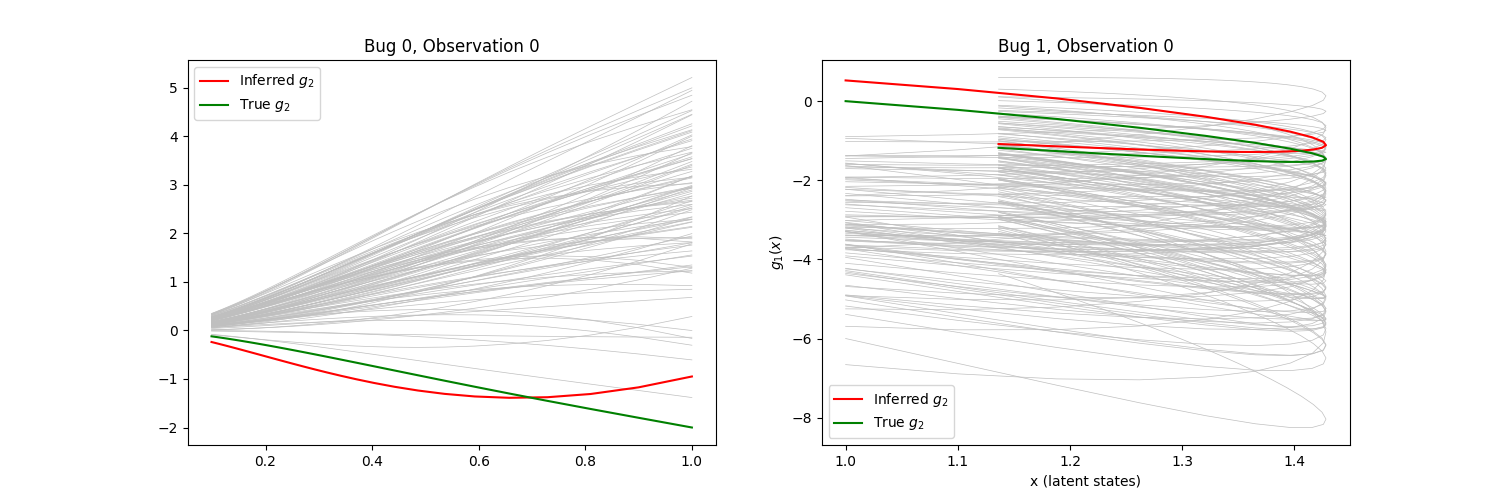 Bug 0, Observation 0
Inferred g₂
True g₂
5
4
3
2
1
0
−1
−2
0.2 0.4 0.6 0.8 1.0
Bug 1, Observation 0
g₁(x)
0
−2
−4
−6
−8
Inferred g₂
True g₂
1.0 1.1 1.2 1.3 1.4
x (latent states)